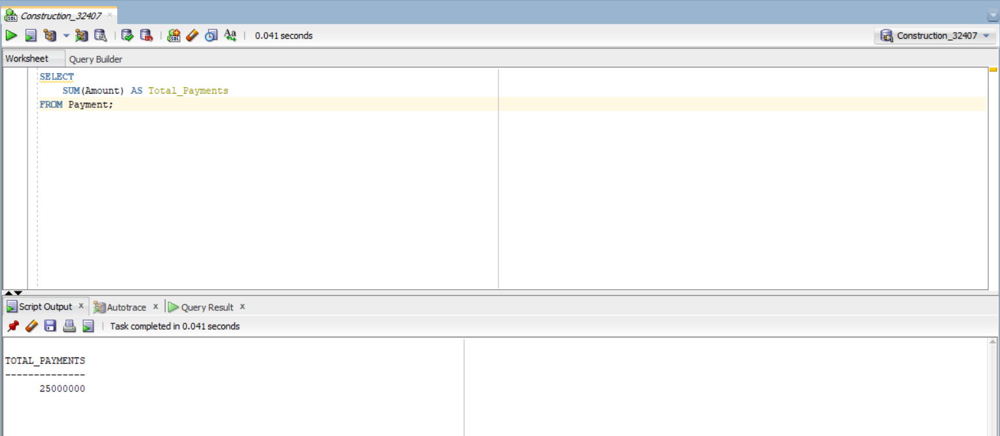 Construction_32407
0.041 seconds
Construction_32407
Worksheet
Query Builder
SELECT
SUM(Amount) AS Total_Payments
FROM Payment;
Script Output x
Autotrace x
Query Result x
Task completed in 0.041 seconds
TOTAL_PAYMENTS
--------------
25000000